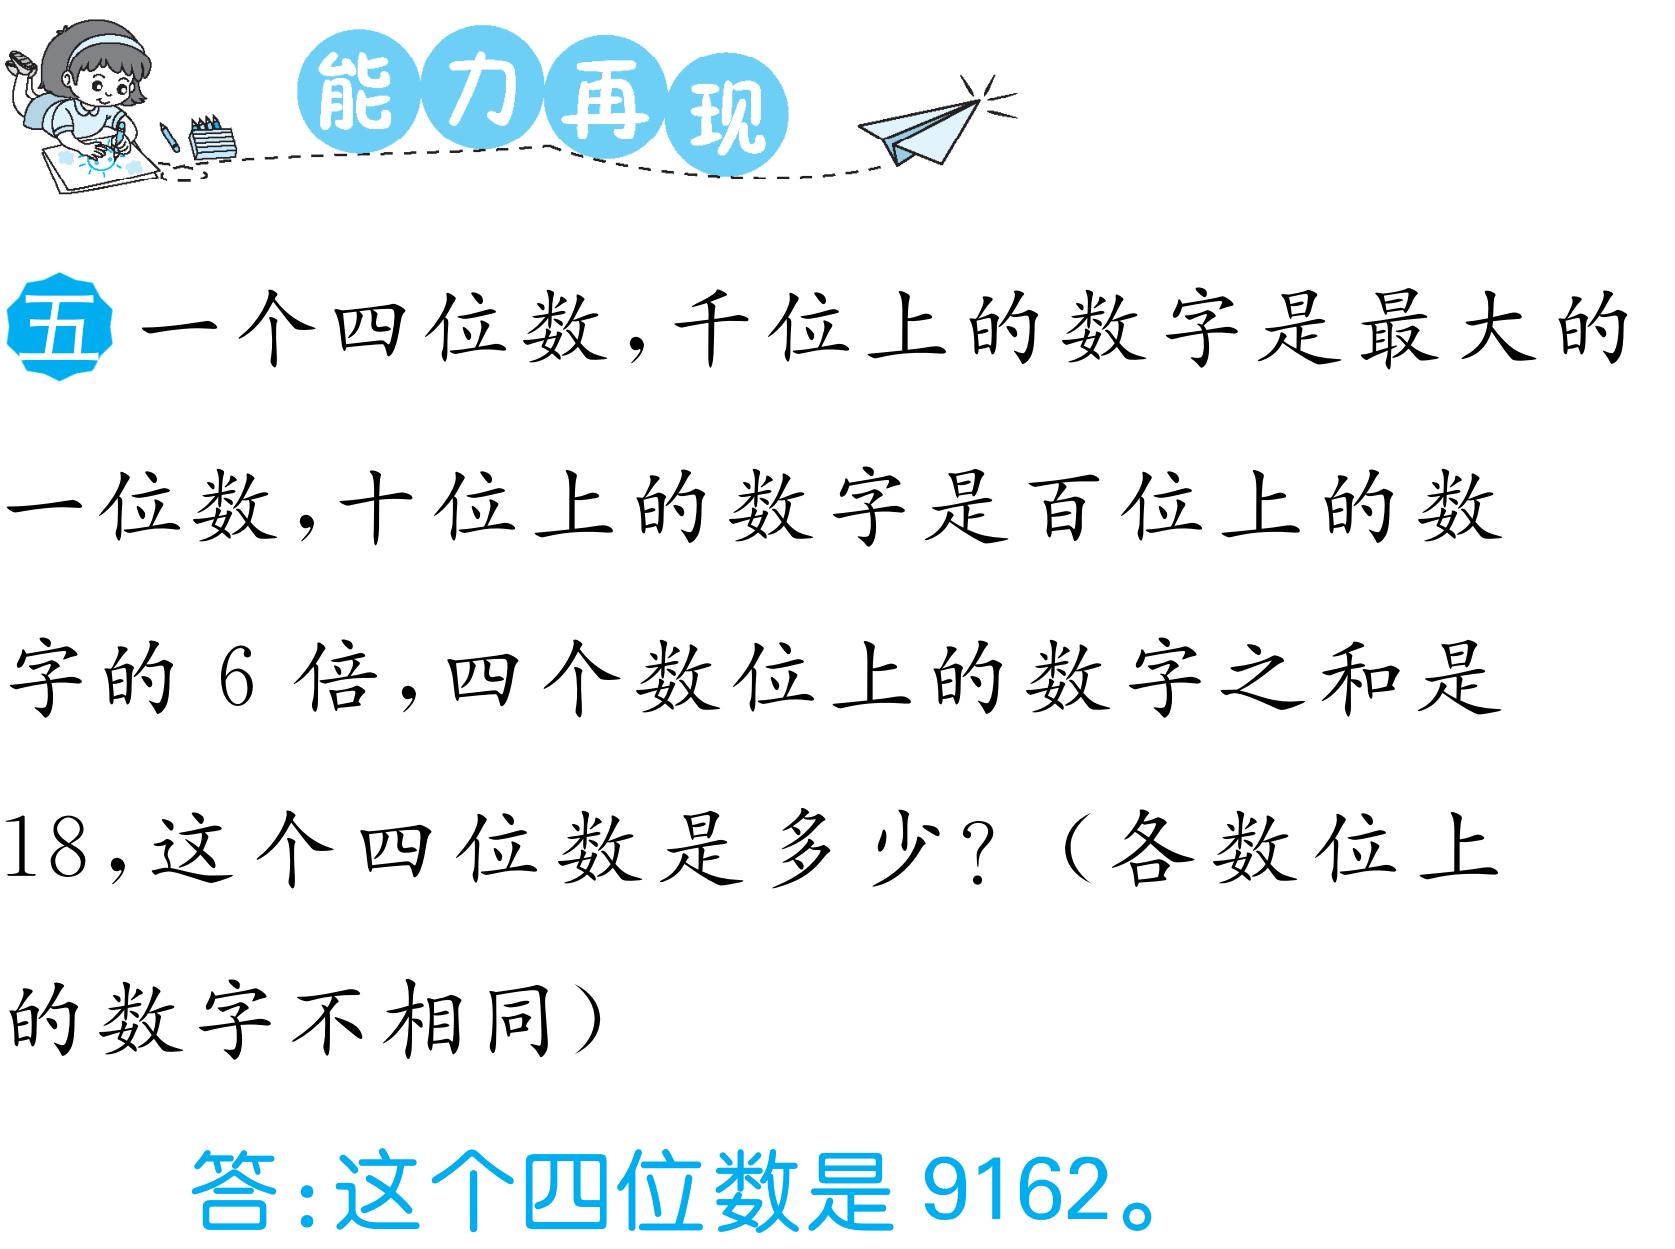 能力再现
五 一个四位数,千位上的数字是最大的
一位数,十位上的数字是百位上的数
字的 6 倍,四个数位上的数字之和是
18,这个四位数是多少?(各数位上
的数字不相同)
答:这个四位数是 9162。